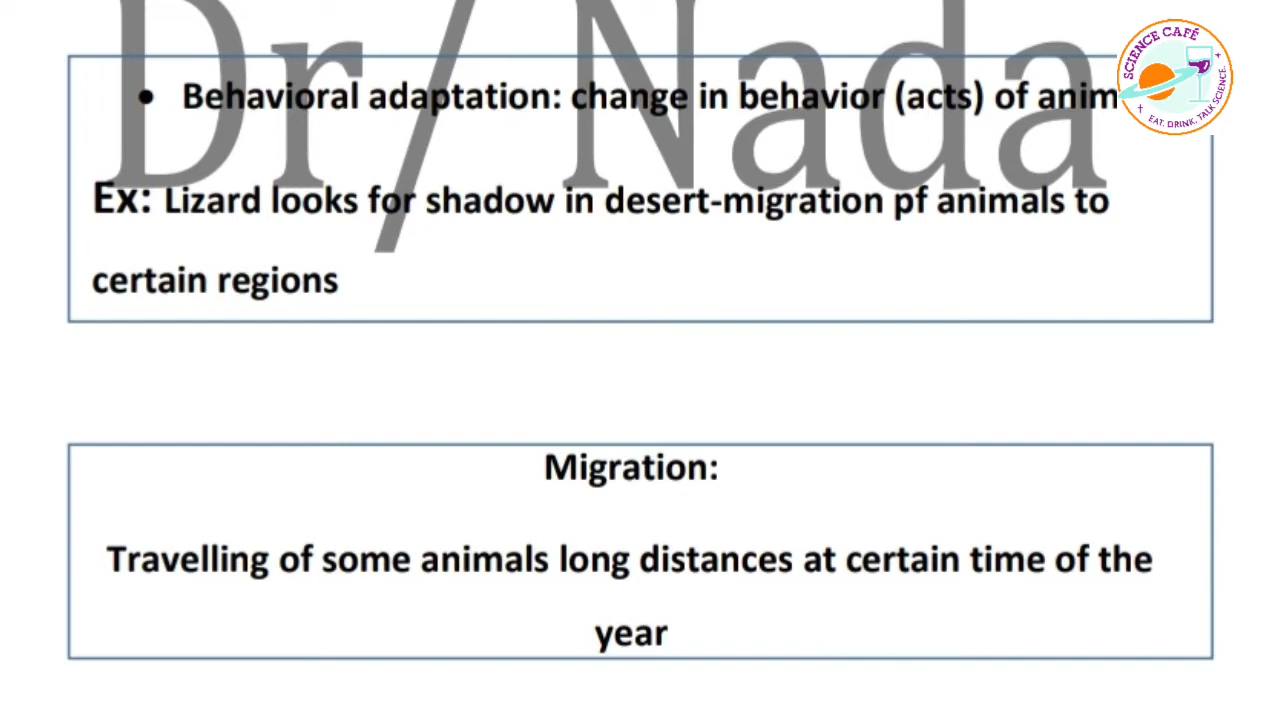 Dr/ Nada
SCIENCE CAFÉ
EAT. DRINK. TALK SCIENCE.
• Behavioral adaptation: change in behavior (acts) of anim
Ex: Lizard looks for shadow in desert-migration pf animals to
certain regions
Migration:
Travelling of some animals long distances at certain time of the
year